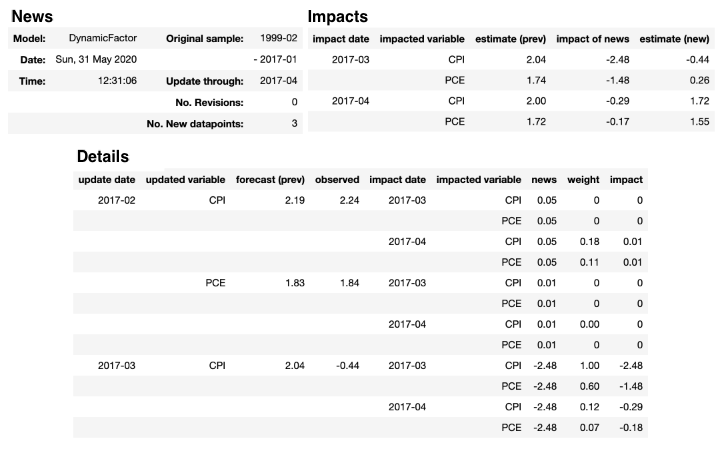 News
Model: DynamicFactor Original sample: 1999-02
Date: Sun, 31 May 2020 - 2017-01
Time: 12:31:06 Update through: 2017-04
No. Revisions: 0
No. New datapoints: 3
Impacts
impact date impacted variable estimate (prev) impact of news estimate (new)
2017-03 CPI 2.04 -2.48 -0.44
PCE 1.74 -1.48 0.26
2017-04 CPI 2.00 -0.29 1.72
PCE 1.72 -0.17 1.55
Details
update date updated variable forecast (prev) observed impact date impacted variable news weight impact
2017-02 CPI 2.19 2.24 2017-03 CPI 0.05 0 0
PCE 0.05 0 0
2017-04 CPI 0.05 0.18 0.01
PCE 0.05 0.11 0.01
PCE 1.83 1.84 2017-03 CPI 0.01 0 0
PCE 0.01 0 0
2017-04 CPI 0.01 0.00 0
PCE 0.01 0 0
2017-03 CPI 2.04 -0.44 2017-03 CPI -2.48 1.00 -2.48
PCE -2.48 0.60 -1.48
2017-04 CPI -2.48 0.12 -0.29
PCE -2.48 0.07 -0.18